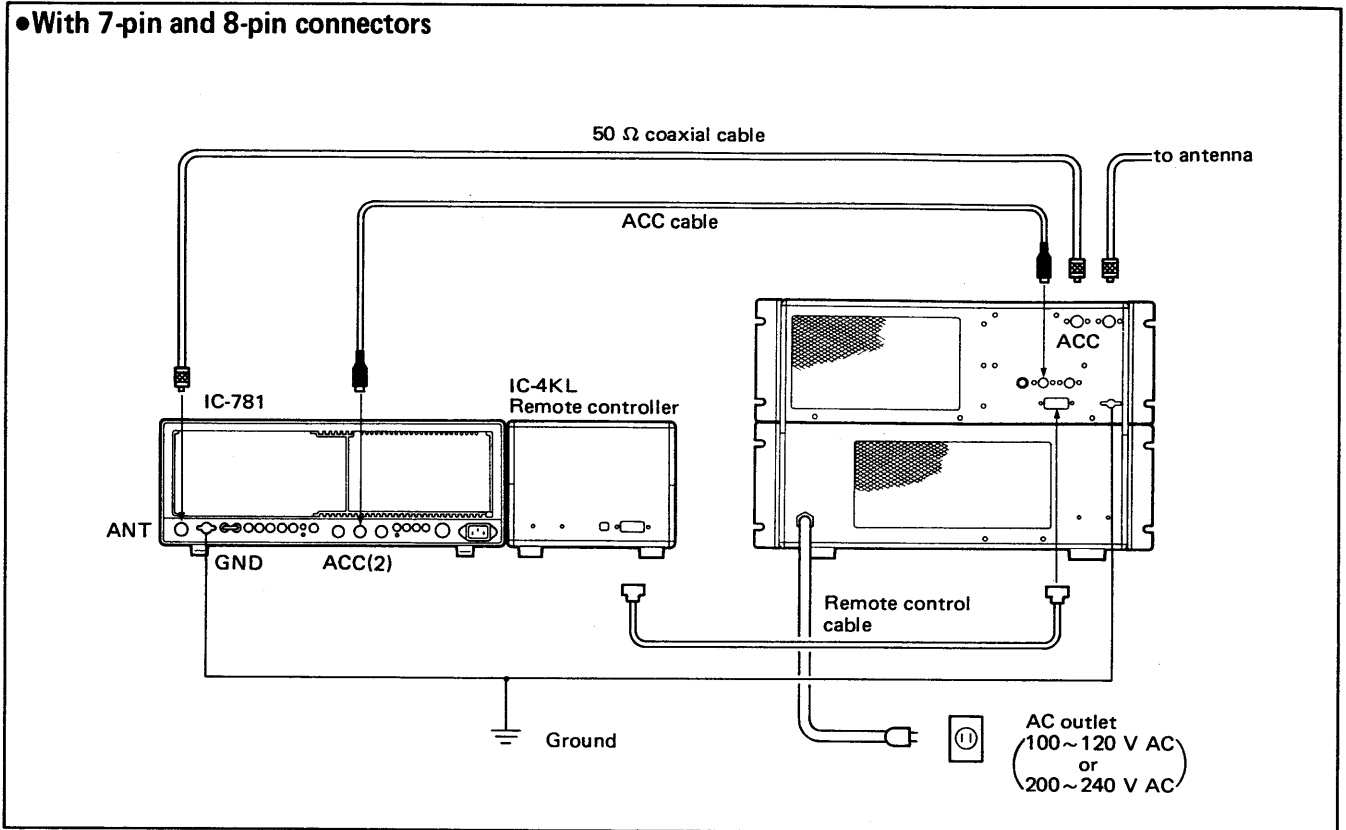 ●With 7-pin and 8-pin connectors
50 Ω coaxial cable
to antenna
ACC cable
ACC
IC-4KL
Remote controller
IC-781
ANT
GND
ACC(2)
Remote control
cable
Ground
AC outlet
(100~120 V AC
or
200~240 V AC)